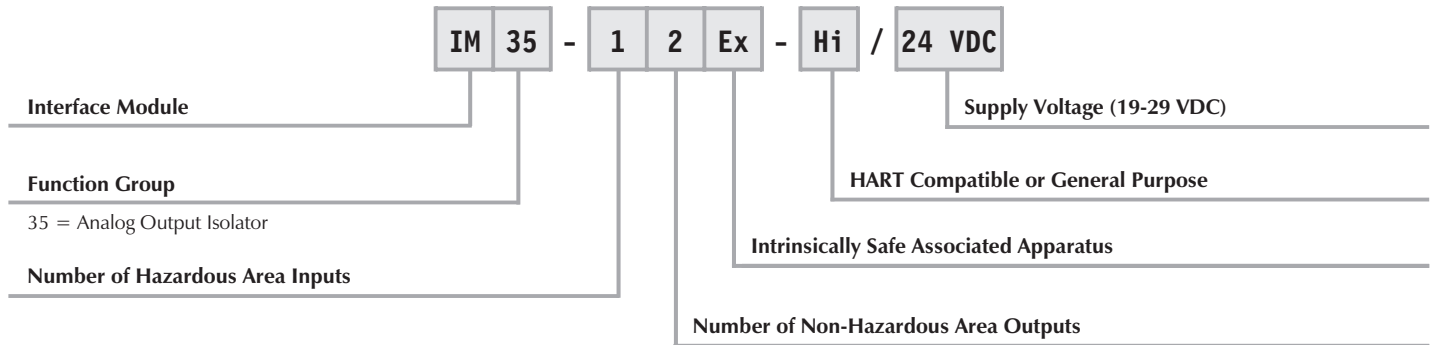 IM 35 - 1 2 Ex - Hi / 24 VDC
Interface Module
Supply Voltage (19-29 VDC)
Function Group
35 = Analog Output Isolator
HART Compatible or General Purpose
Intrinsically Safe Associated Apparatus
Number of Hazardous Area Inputs
Number of Non-Hazardous Area Outputs